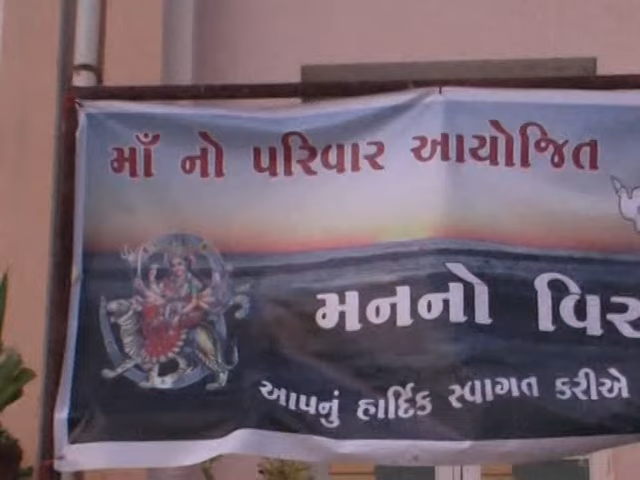 માઁ નો પરિવાર આયોજિત
મનનો
આપનું હાર્દિક સ્વાગત કરીએ